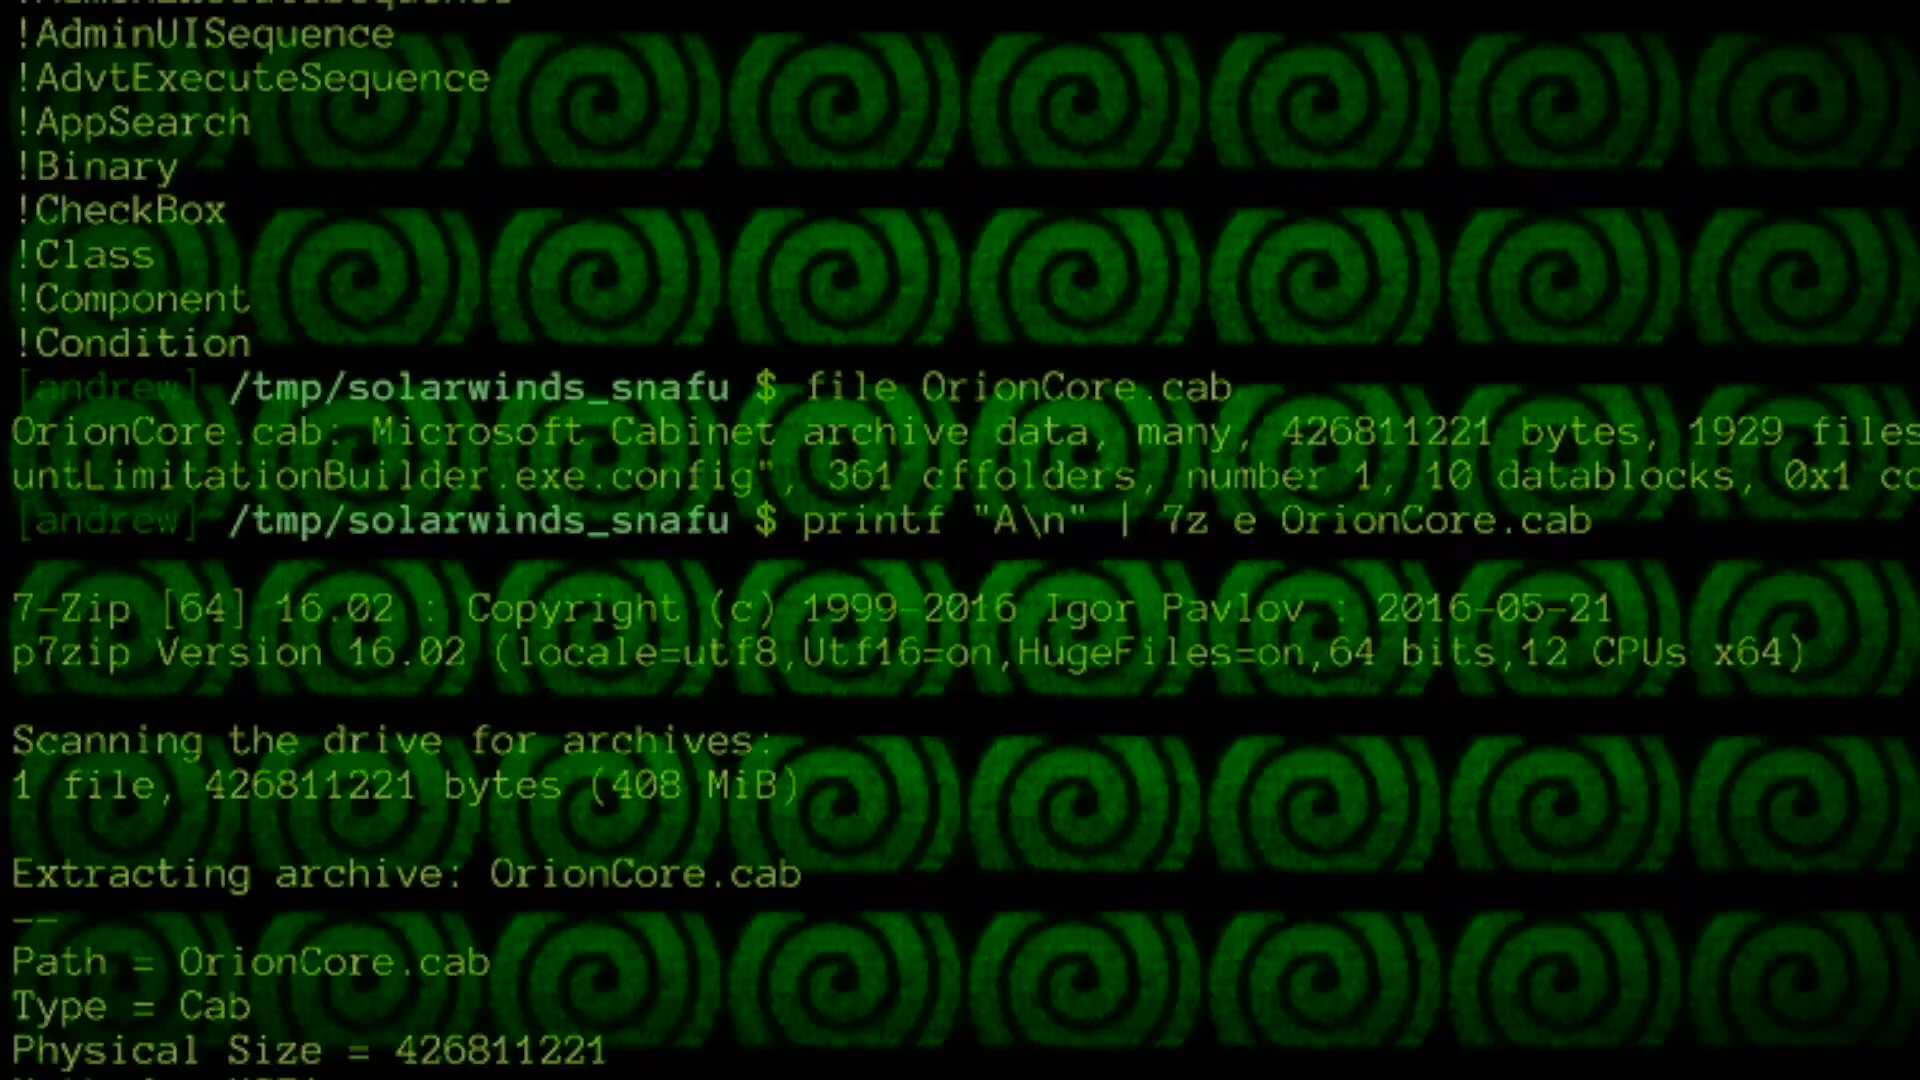 !AdminUISequence
!AdvtExecuteSequence
!AppSearch
!Binary
!CheckBox
!Class
!Component
!Condition
[andrew] /tmp/solarwinds_snafu $ file OrionCore.cab
OrionCore.cab: Microsoft Cabinet archive data, many, 426811221 bytes, 1929 files
untLimitationBuilder.exe.config", 361 cffolders, number 1, 10 datablocks, 0x1 co
[andrew] /tmp/solarwinds_snafu $ printf "A\n" | 7z e OrionCore.cab
7-Zip [64] 16.02 : Copyright (c) 1999-2016 Igor Pavlov : 2016-05-21
p7zip Version 16.02 (locale=utf8,Utf16=on,HugeFiles=on,64 bits,12 CPUs x64)
Scanning the drive for archives:
1 file, 426811221 bytes (408 MiB)
Extracting archive: OrionCore.cab
--
Path = OrionCore.cab
Type = Cab
Physical Size = 426811221